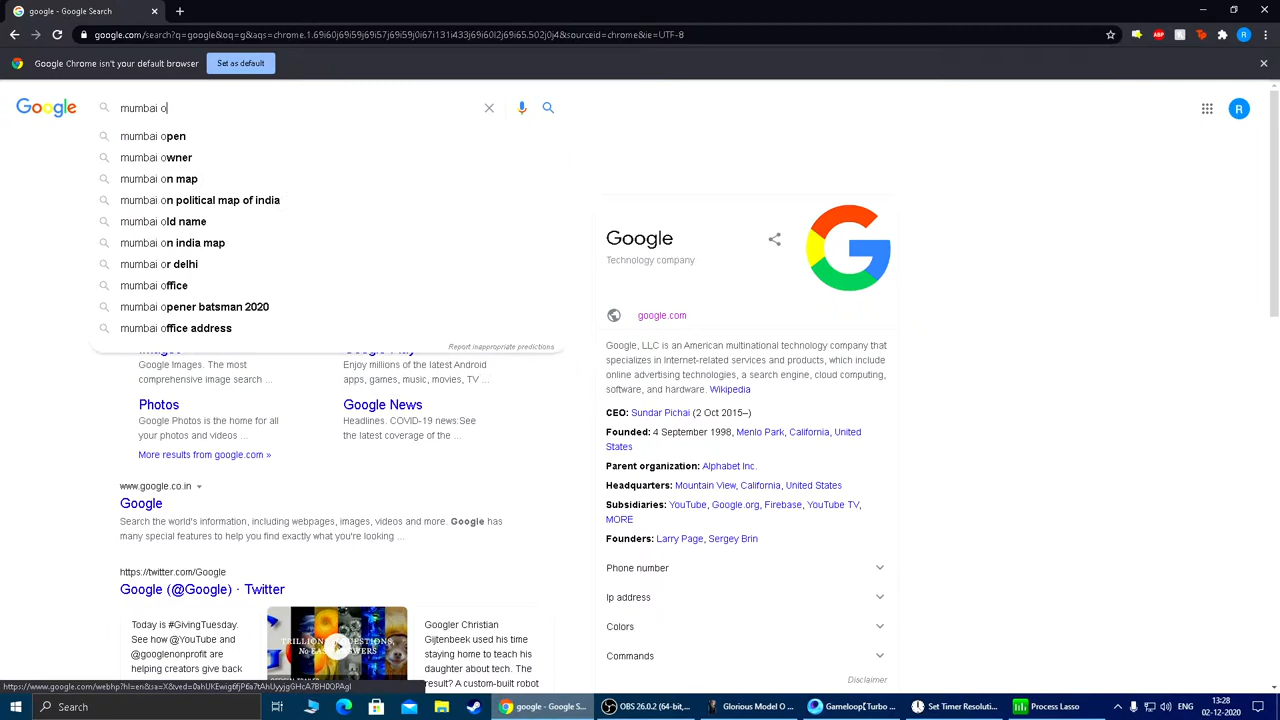 google - Google Search
google.com/search?q=google&oq=g&aqs=chrome.1.69i60j69i59j69i57j69i59j0i67i131i433j69i60l2j69i65.502j0j4&sourceid=chrome&ie=UTF-8
Google Chrome isn't your default browser
Set as default
Google
mumbai o
R
mumbai open
mumbai owner
mumbai on map
mumbai on political map of india
mumbai old name
mumbai on india map
mumbai or delhi
mumbai office
mumbai opener batsman 2020
mumbai office address
Report inappropriate predictions
Google Images. The most
comprehensive image search ...
Enjoy millions of the latest Android
apps, games, music, movies, TV ...
Photos
Google Photos is the home for all
your photos and videos ...
Google News
Headlines. COVID-19 news:See
the latest coverage of the ...
More results from google.com »
www.google.co.in
Google
Search the world's information, including webpages, images, videos and more. Google has
many special features to help you find exactly what you're looking ...
https://twitter.com/Google
Google (@Google) · Twitter
Today is #GivingTuesday.
See how @YouTube and
@googlenonprofit are
helping creators give back
TRILLIONS OF QUESTIONS,
NO EASY ANSWERS
Googler Christian
Gijtenbeek used his time
staying home to teach his
daughter about tech. The
result? A custom-built robot
Google
Technology company
google.com
Google, LLC is an American multinational technology company that
specializes in Internet-related services and products, which include
online advertising technologies, a search engine, cloud computing,
software, and hardware. Wikipedia
CEO: Sundar Pichai (2 Oct 2015–)
Founded: 4 September 1998, Menlo Park, California, United
States
Parent organization: Alphabet Inc.
Headquarters: Mountain View, California, United States
Subsidiaries: YouTube, Google.org, Firebase, YouTube TV,
MORE
Founders: Larry Page, Sergey Brin
Phone number
Ip address
Colors
Commands
Disclaimer
Search
google - Google S...
OBS 26.0.2 (64-bit,...
Glorious Model O ...
Gameloop(Turbo ...
Set Timer Resolutio...
Process Lasso
ENG
13:28
02-12-2020